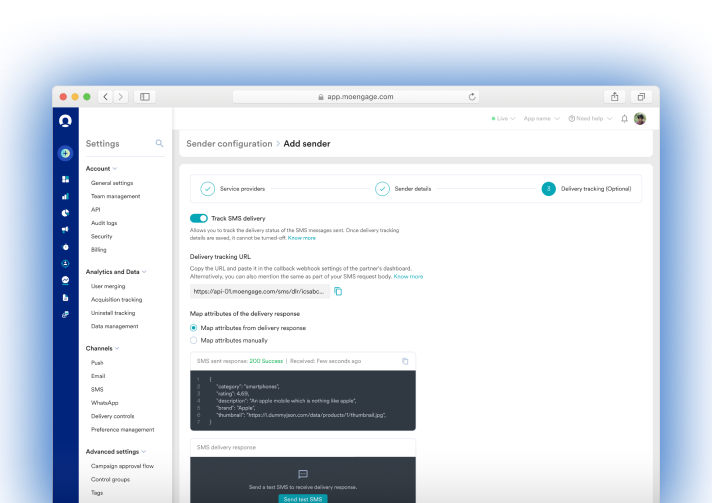 app.moengage.com
Live
App name
Need help
Settings
Sender configuration > Add sender
Account
General settings
Team management
API
Audit logs
Security
Billing
Analytics and Data
User merging
Acquisition tracking
Uninstall tracking
Data management
Channels
Push
Email
SMS
WhatsApp
Delivery controls
Preference management
Advanced settings
Campaign approval flow
Control groups
Tags
Service providers
Sender details
3 Delivery tracking (Optional)
Track SMS delivery
Allows you to track the delivery status of the SMS messages sent. Once delivery tracking
details are saved, it cannot be turned-off. Know more
Delivery tracking URL
Copy the URL and paste it in the callback webhook settings of the partner's dashboard.
Alternatively, you can also mention the same as part of your SMS request body. Know more
https://api-01.moengage.com/sms/dlr/icsabc...
Map attributes of the delivery response
Map attributes from delivery response
Map attributes manually
SMS sent response: 200 Success | Received: Few seconds ago
1 {
2 "category": "smartphones",
3 "rating": 4.69,
4 "description": "An apple mobile which is nothing like apple",
5 "brand": "Apple",
6 "thumbnail": "https://i.dummyjson.com/data/products/1/thumbnail.jpg",
7 }
SMS delivery response
Send a test SMS to receive delivery response.
Send test SMS